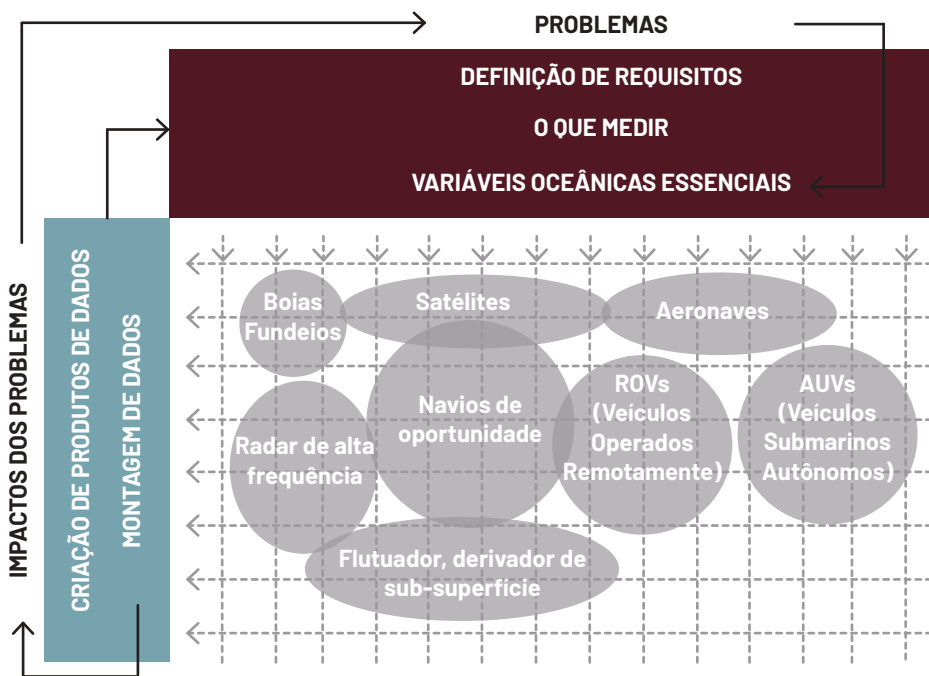 PROBLEMAS
DEFINIÇÃO DE REQUISITOS
O QUE MEDIR
VARIÁVEIS OCEÂNICAS ESSENCIAIS
IMPACTOS DOS PROBLEMAS
CRIAÇÃO DE PRODUTOS DE DADOS
MONTAGEM DE DADOS
Boias
Fundeios
Satélites
Aeronaves
Radar de alta
frequência
Navios de
oportunidade
ROVs
(Veículos
Operados
Remotamente)
AUVs
(Veículos
Submarinos
Autônomos)
Flutuador, derivador de
sub-superfície